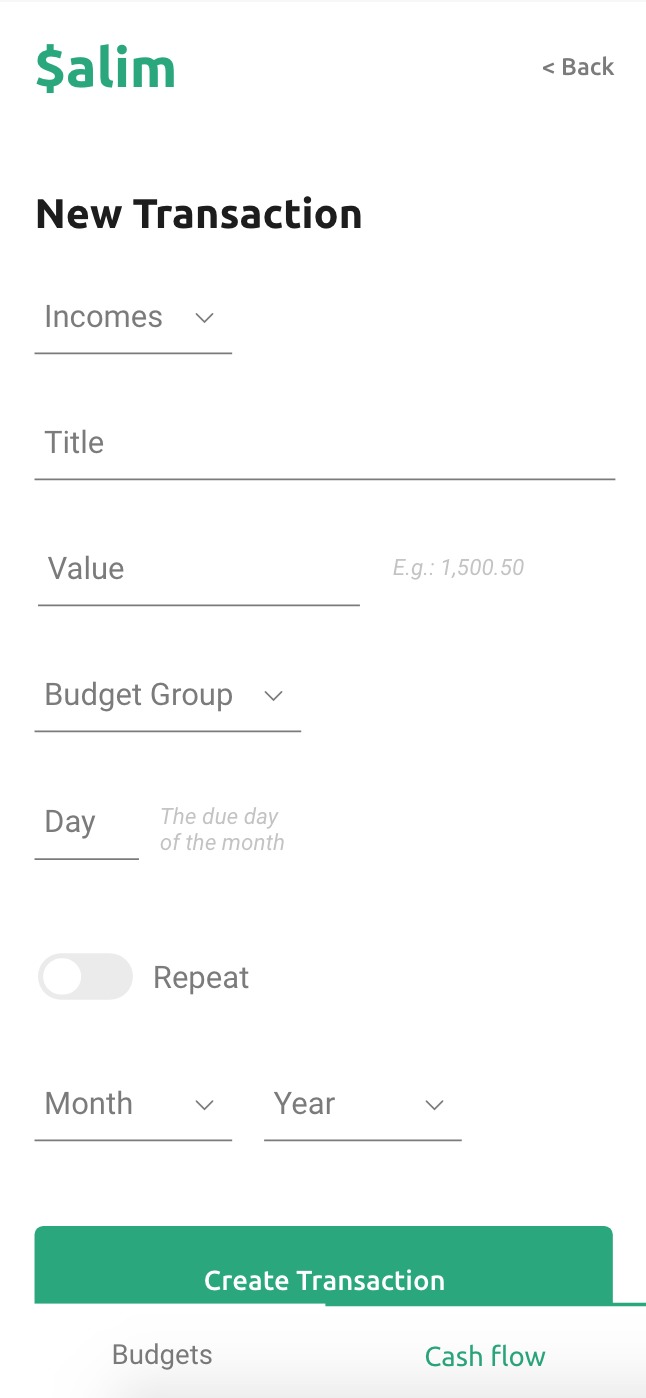 $alim
< Back
New Transaction
Incomes
Title
Value
E.g.: 1,500.50
Budget Group
Day
The due day
of the month
Repeat
Month
Year
Create Transaction
Budgets
Cash flow